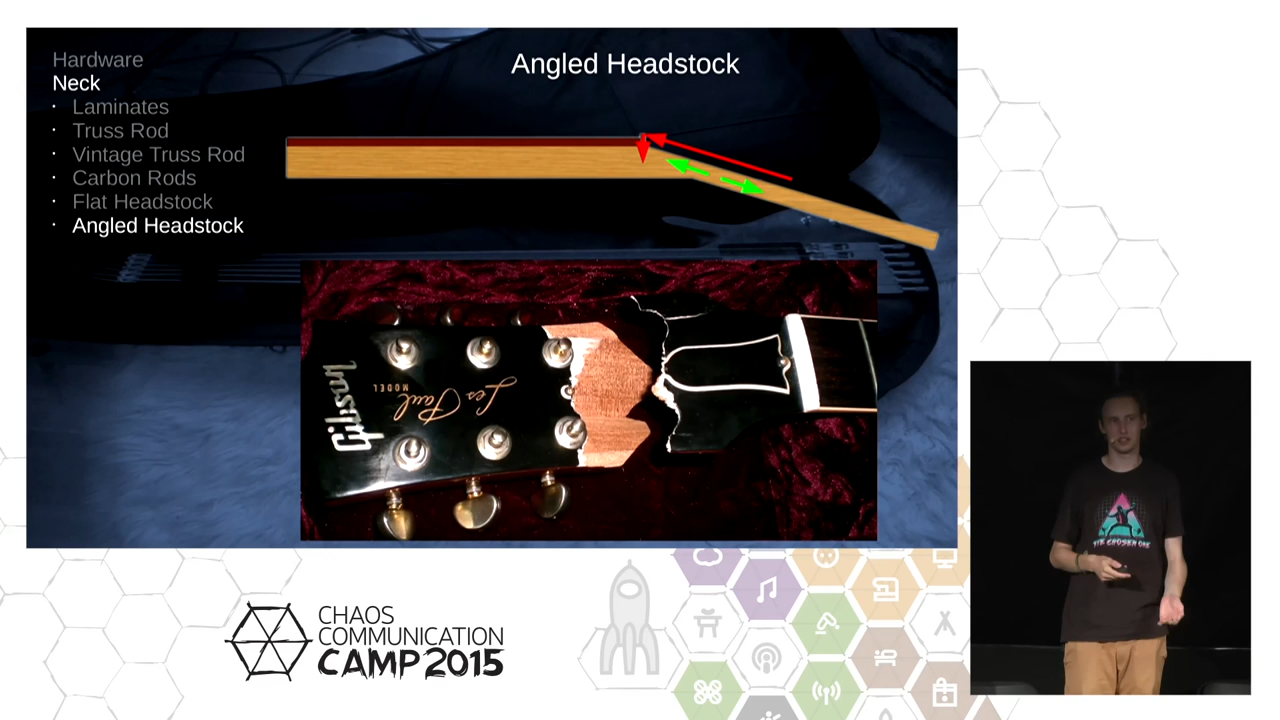 Hardware
Neck
· Laminates
· Truss Rod
· Vintage Truss Rod
· Carbon Rods
· Flat Headstock
· Angled Headstock
Angled Headstock
Gibson
Les Paul
MODEL
THE CHOSEN ONE
CHAOS
COMMUNICATION
CAMP 2015